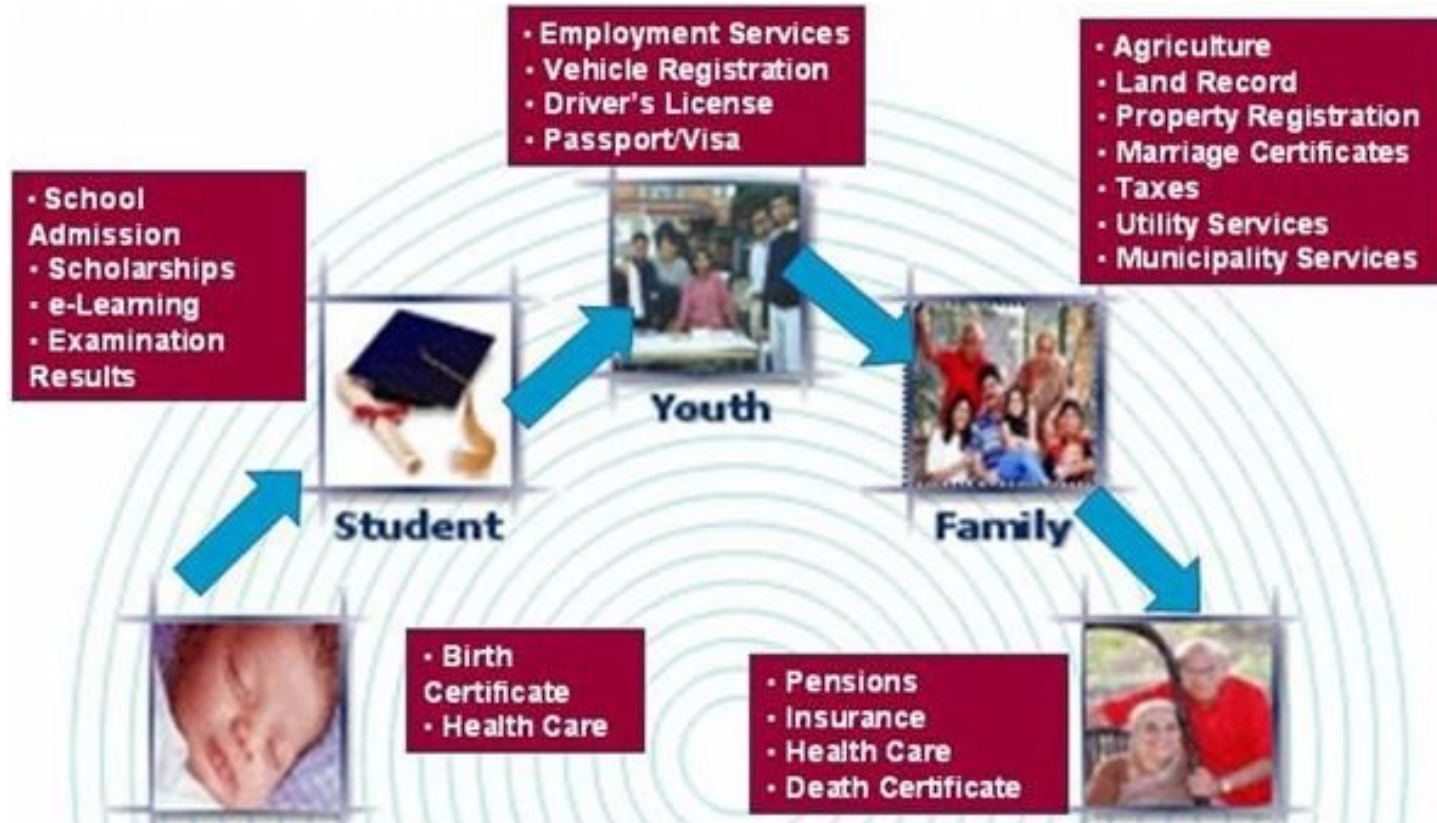 • Employment Services
• Vehicle Registration
• Driver's License
• Passport/Visa
• Agriculture
• Land Record
• Property Registration
• Marriage Certificates
• Taxes
• Utility Services
• Municipality Services
• School
Admission
• Scholarships
• e-Learning
• Examination
Results
Youth
Student
Family
• Birth
Certificate
• Health Care
• Pensions
• Insurance
• Health Care
• Death Certificate